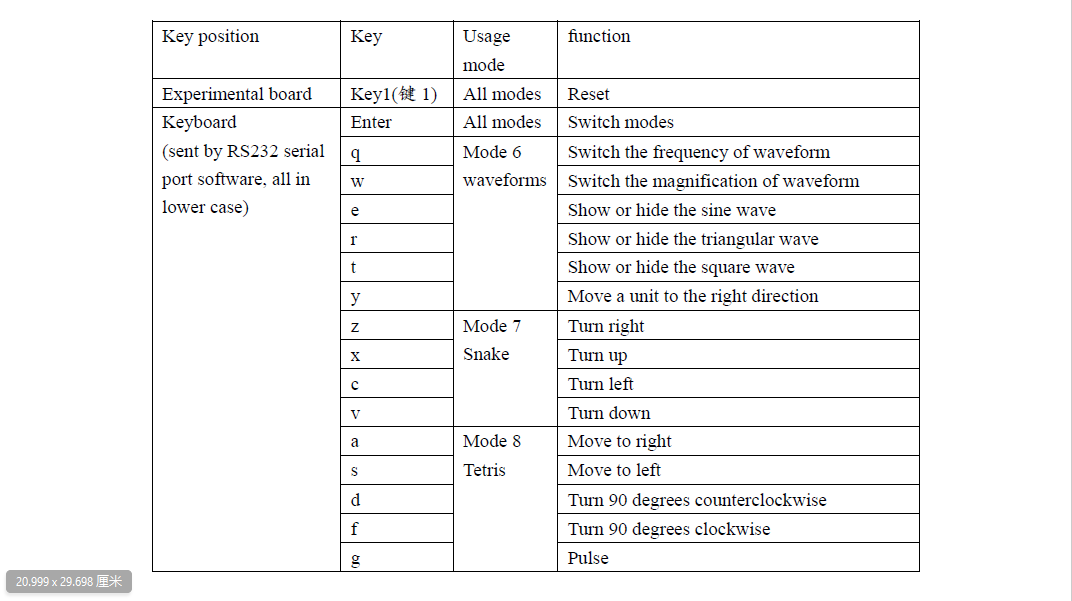 Key position Key Usage mode function
Experimental board Key1(键 1) All modes Reset
Keyboard Enter All modes Switch modes
(sent by RS232 serial port software, all in lower case)
q Mode 6 waveforms Switch the frequency of waveform
w Switch the magnification of waveform
e Show or hide the sine wave
r Show or hide the triangular wave
t Show or hide the square wave
y Move a unit to the right direction
z Mode 7 Snake Turn right
x Turn up
c Turn left
v Turn down
a Mode 8 Tetris Move to right
s Move to left
d Turn 90 degrees counterclockwise
f Turn 90 degrees clockwise
g Pulse
20.999 x 29.698 厘米